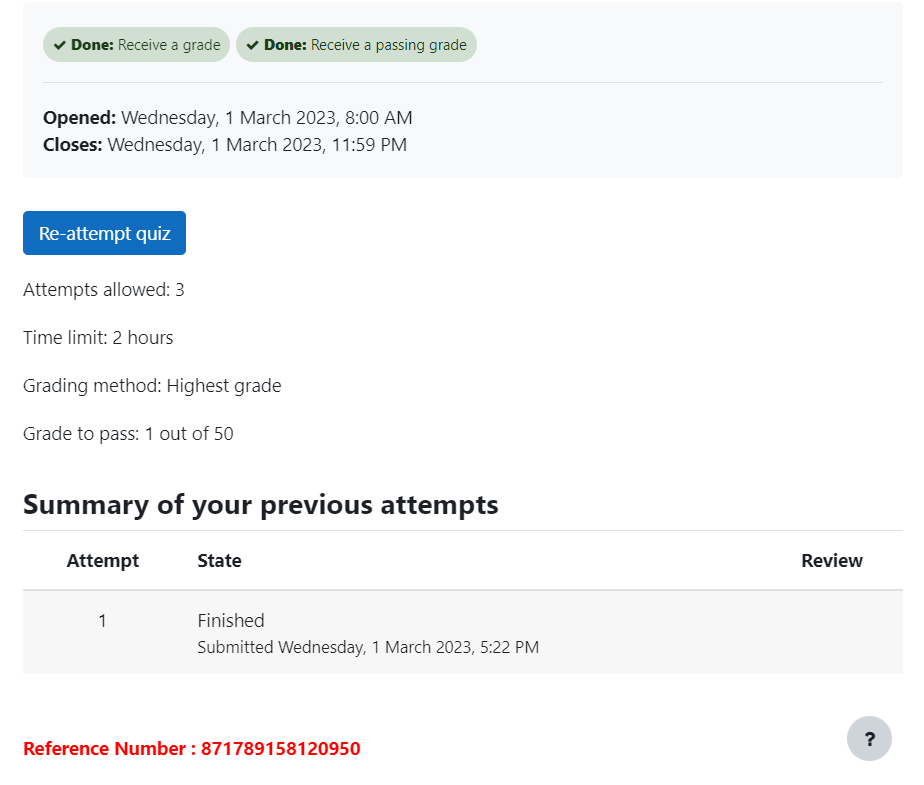 ✔ Done: Receive a grade ✔ Done: Receive a passing grade
Opened: Wednesday, 1 March 2023, 8:00 AM
Closes: Wednesday, 1 March 2023, 11:59 PM
Re-attempt quiz
Attempts allowed: 3
Time limit: 2 hours
Grading method: Highest grade
Grade to pass: 1 out of 50
Summary of your previous attempts
Attempt State Review
1 Finished
Submitted Wednesday, 1 March 2023, 5:22 PM
Reference Number : 871789158120950
?